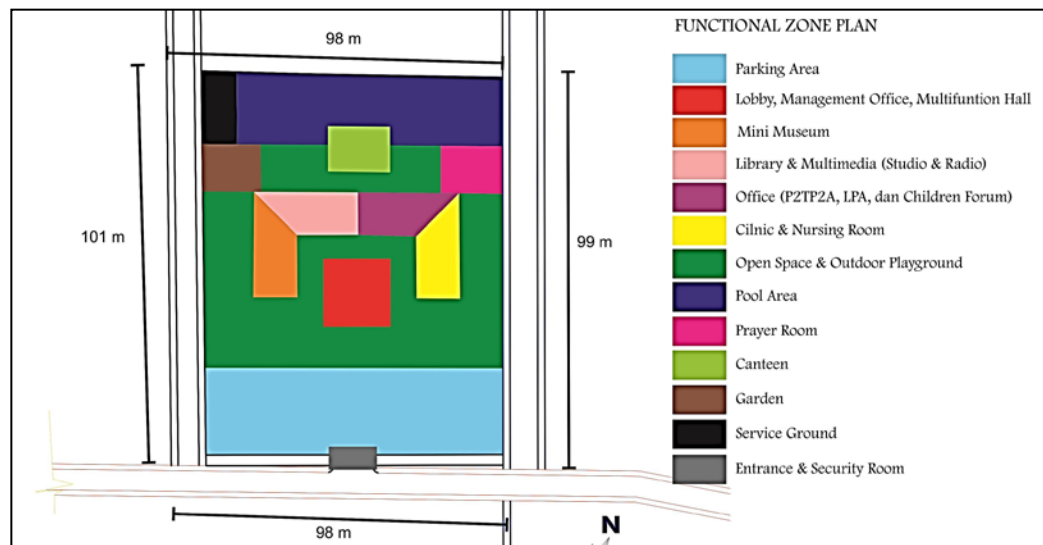 FUNCTIONAL ZONE PLAN
98 m
Parking Area
Lobby, Management Office, Multifuntion Hall
Mini Museum
Library & Multimedia (Studio & Radio)
Office (P2TP2A, LPA, dan Children Forum)
101 m
99 m
Cilnic & Nursing Room
Open Space & Outdoor Playground
Pool Area
Prayer Room
Canteen
Garden
Service Ground
Entrance & Security Room
98 m
N